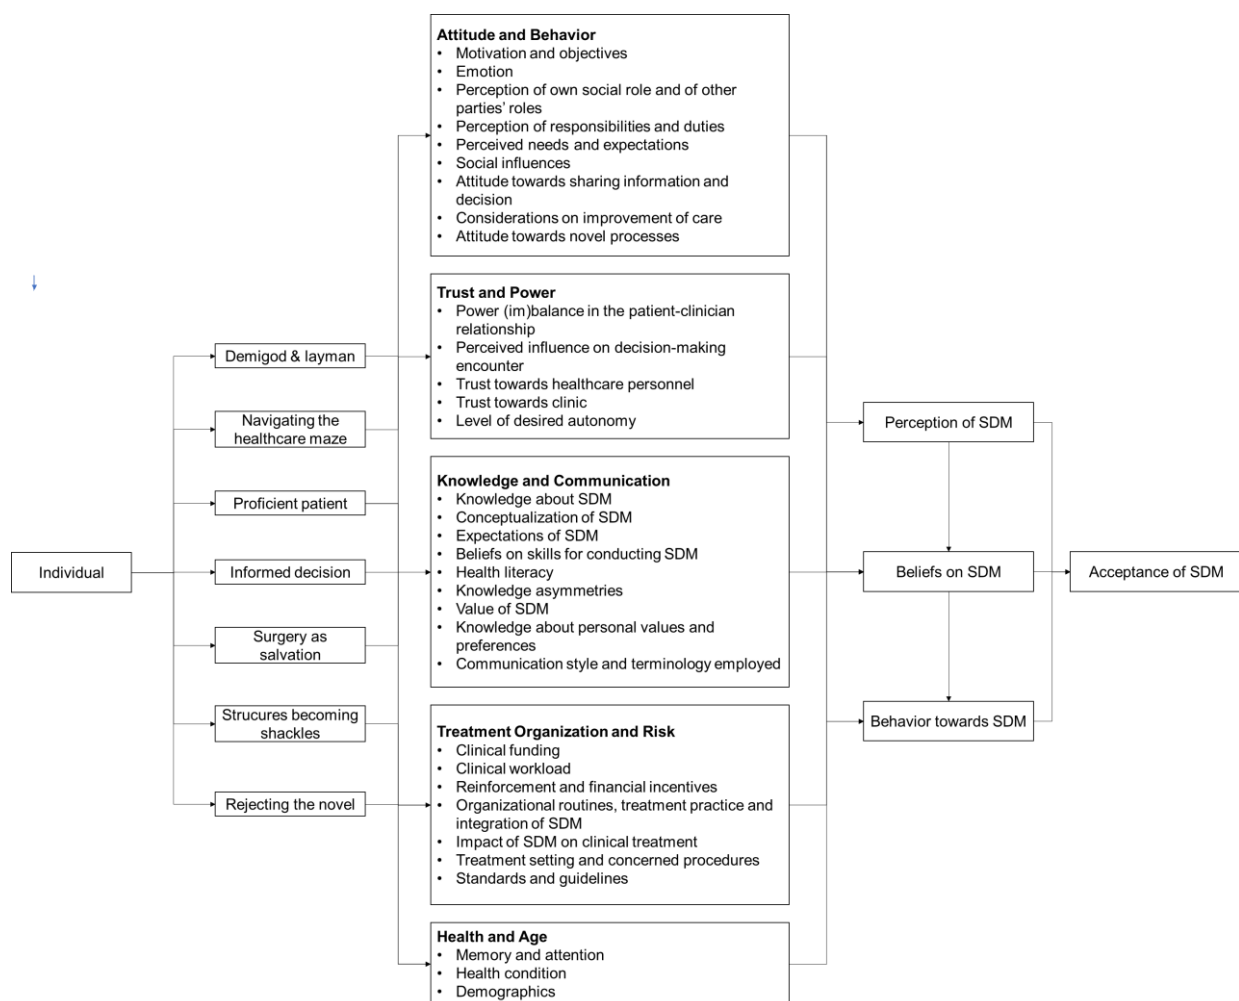 Attitude and Behavior
• Motivation and objectives
• Emotion
• Perception of own social role and of other
parties' roles
• Perception of responsibilities and duties
• Perceived needs and expectations
• Social influences
• Attitude towards sharing information and
decision
• Considerations on improvement of care
• Attitude towards novel processes
Trust and Power
• Power (im)balance in the patient-clinician
relationship
• Perceived influence on decision-making
encounter
• Trust towards healthcare personnel
• Trust towards clinic
• Level of desired autonomy
Knowledge and Communication
• Knowledge about SDM
• Conceptualization of SDM
• Expectations of SDM
• Beliefs on skills for conducting SDM
• Health literacy
• Knowledge asymmetries
• Value of SDM
• Knowledge about personal values and
preferences
• Communication style and terminology employed
Treatment Organization and Risk
• Clinical funding
• Clinical workload
• Reinforcement and financial incentives
• Organizational routines, treatment practice and
integration of SDM
• Impact of SDM on clinical treatment
• Treatment setting and concerned procedures
• Standards and guidelines
Health and Age
• Memory and attention
• Health condition
• Demographics
Individual
Demigod & layman
Navigating the
healthcare maze
Proficient patient
Informed decision
Surgery as
salvation
Strucures becoming
shackles
Rejecting the novel
Perception of SDM
Beliefs on SDM
Behavior towards SDM
Acceptance of SDM